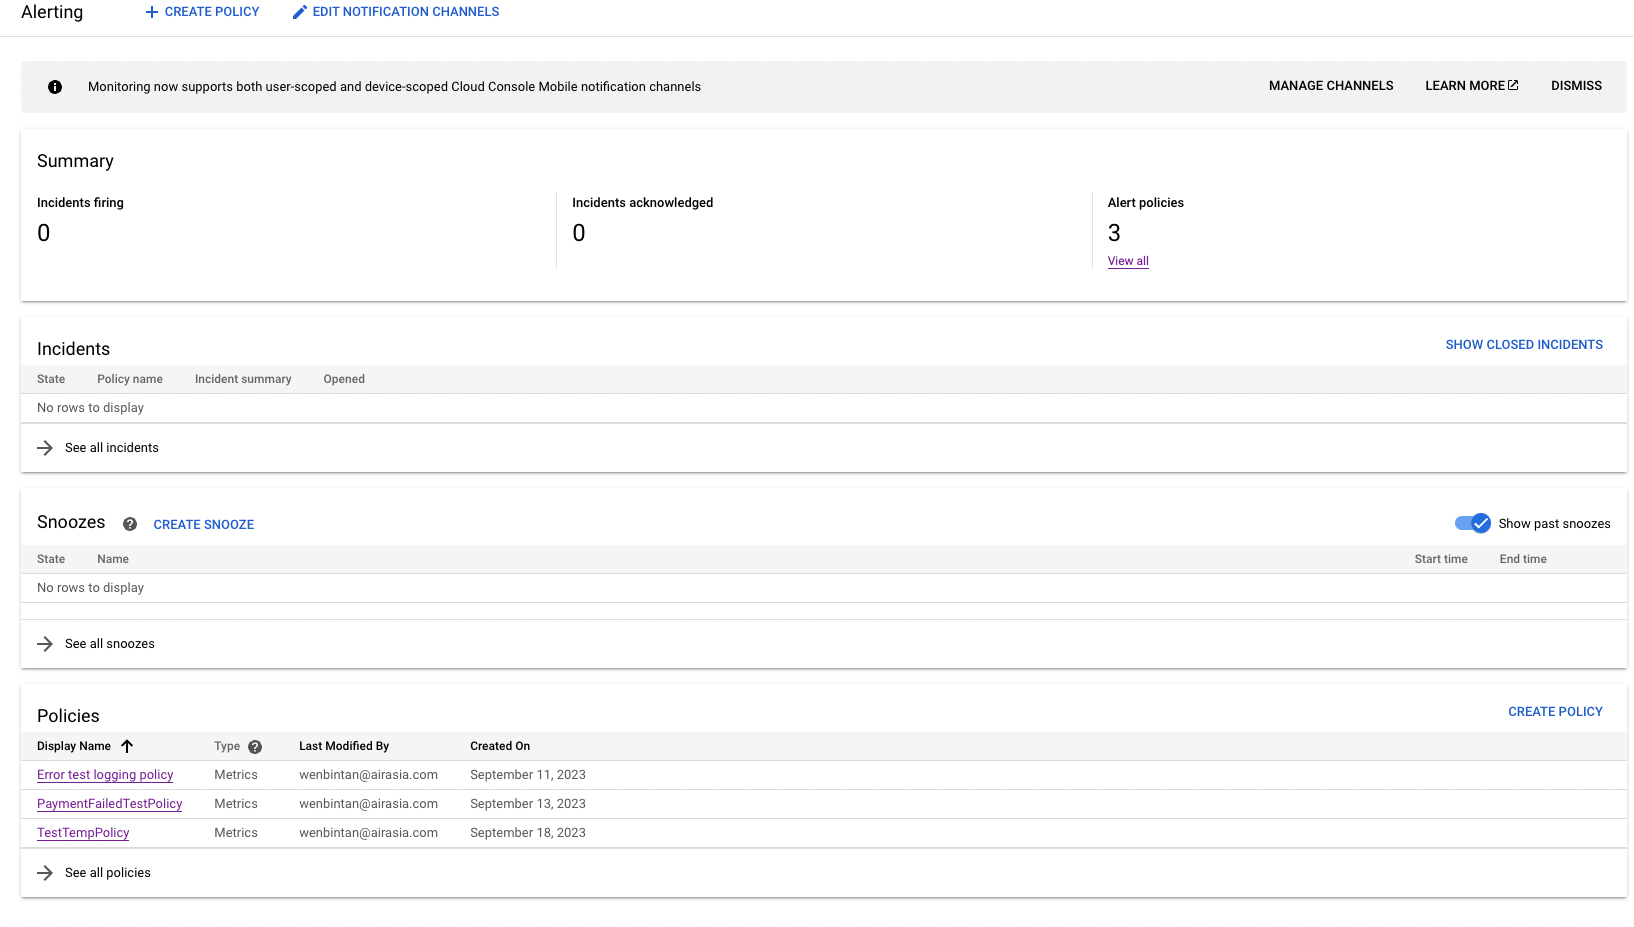 Alerting CREATE POLICY EDIT NOTIFICATION CHANNELS
Monitoring now supports both user-scoped and device-scoped Cloud Console Mobile notification channels MANAGE CHANNELS LEARN MORE DISMISS
Summary
Incidents firing Incidents acknowledged Alert policies
0 0 3
View all
Incidents SHOW CLOSED INCIDENTS
State Policy name Incident summary Opened
No rows to display
See all incidents
Snoozes CREATE SNOOZE Show past snoozes
State Name Start time End time
No rows to display
See all snoozes
Policies CREATE POLICY
Display Name Type Last Modified By Created On
Error test logging policy Metrics wenbintan@airasia.com September 11, 2023
PaymentFailedTestPolicy Metrics wenbintan@airasia.com September 13, 2023
TestTempPolicy Metrics wenbintan@airasia.com September 18, 2023
See all policies